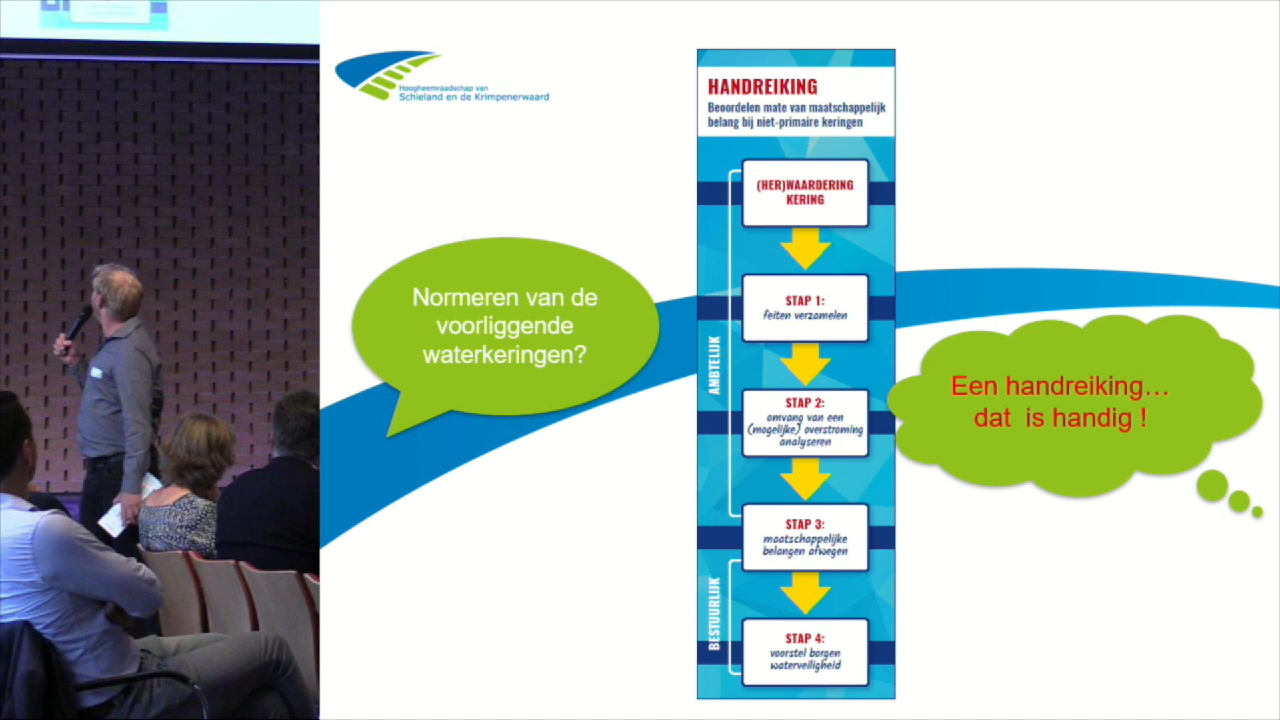 Hoogheemraadschap van
Schieland en de Krimpenerwaard
HANDREIKING
Beoordelen mate van maatschappelijk
belang bij niet-primaire keringen
(HER)WAARDERING
KERING
STAP 1:
feiten verzamelen
AMBTELIJK
STAP 2:
omvang van een
(mogelijke) overstroming
analyseren
STAP 3:
maatschappelijke
belangen afwegen
BESTUURLIJK
STAP 4:
voorstel borgen
waterveiligheid
Normeren van de
voorliggende
waterkeringen?
Een handreiking...
dat is handig !